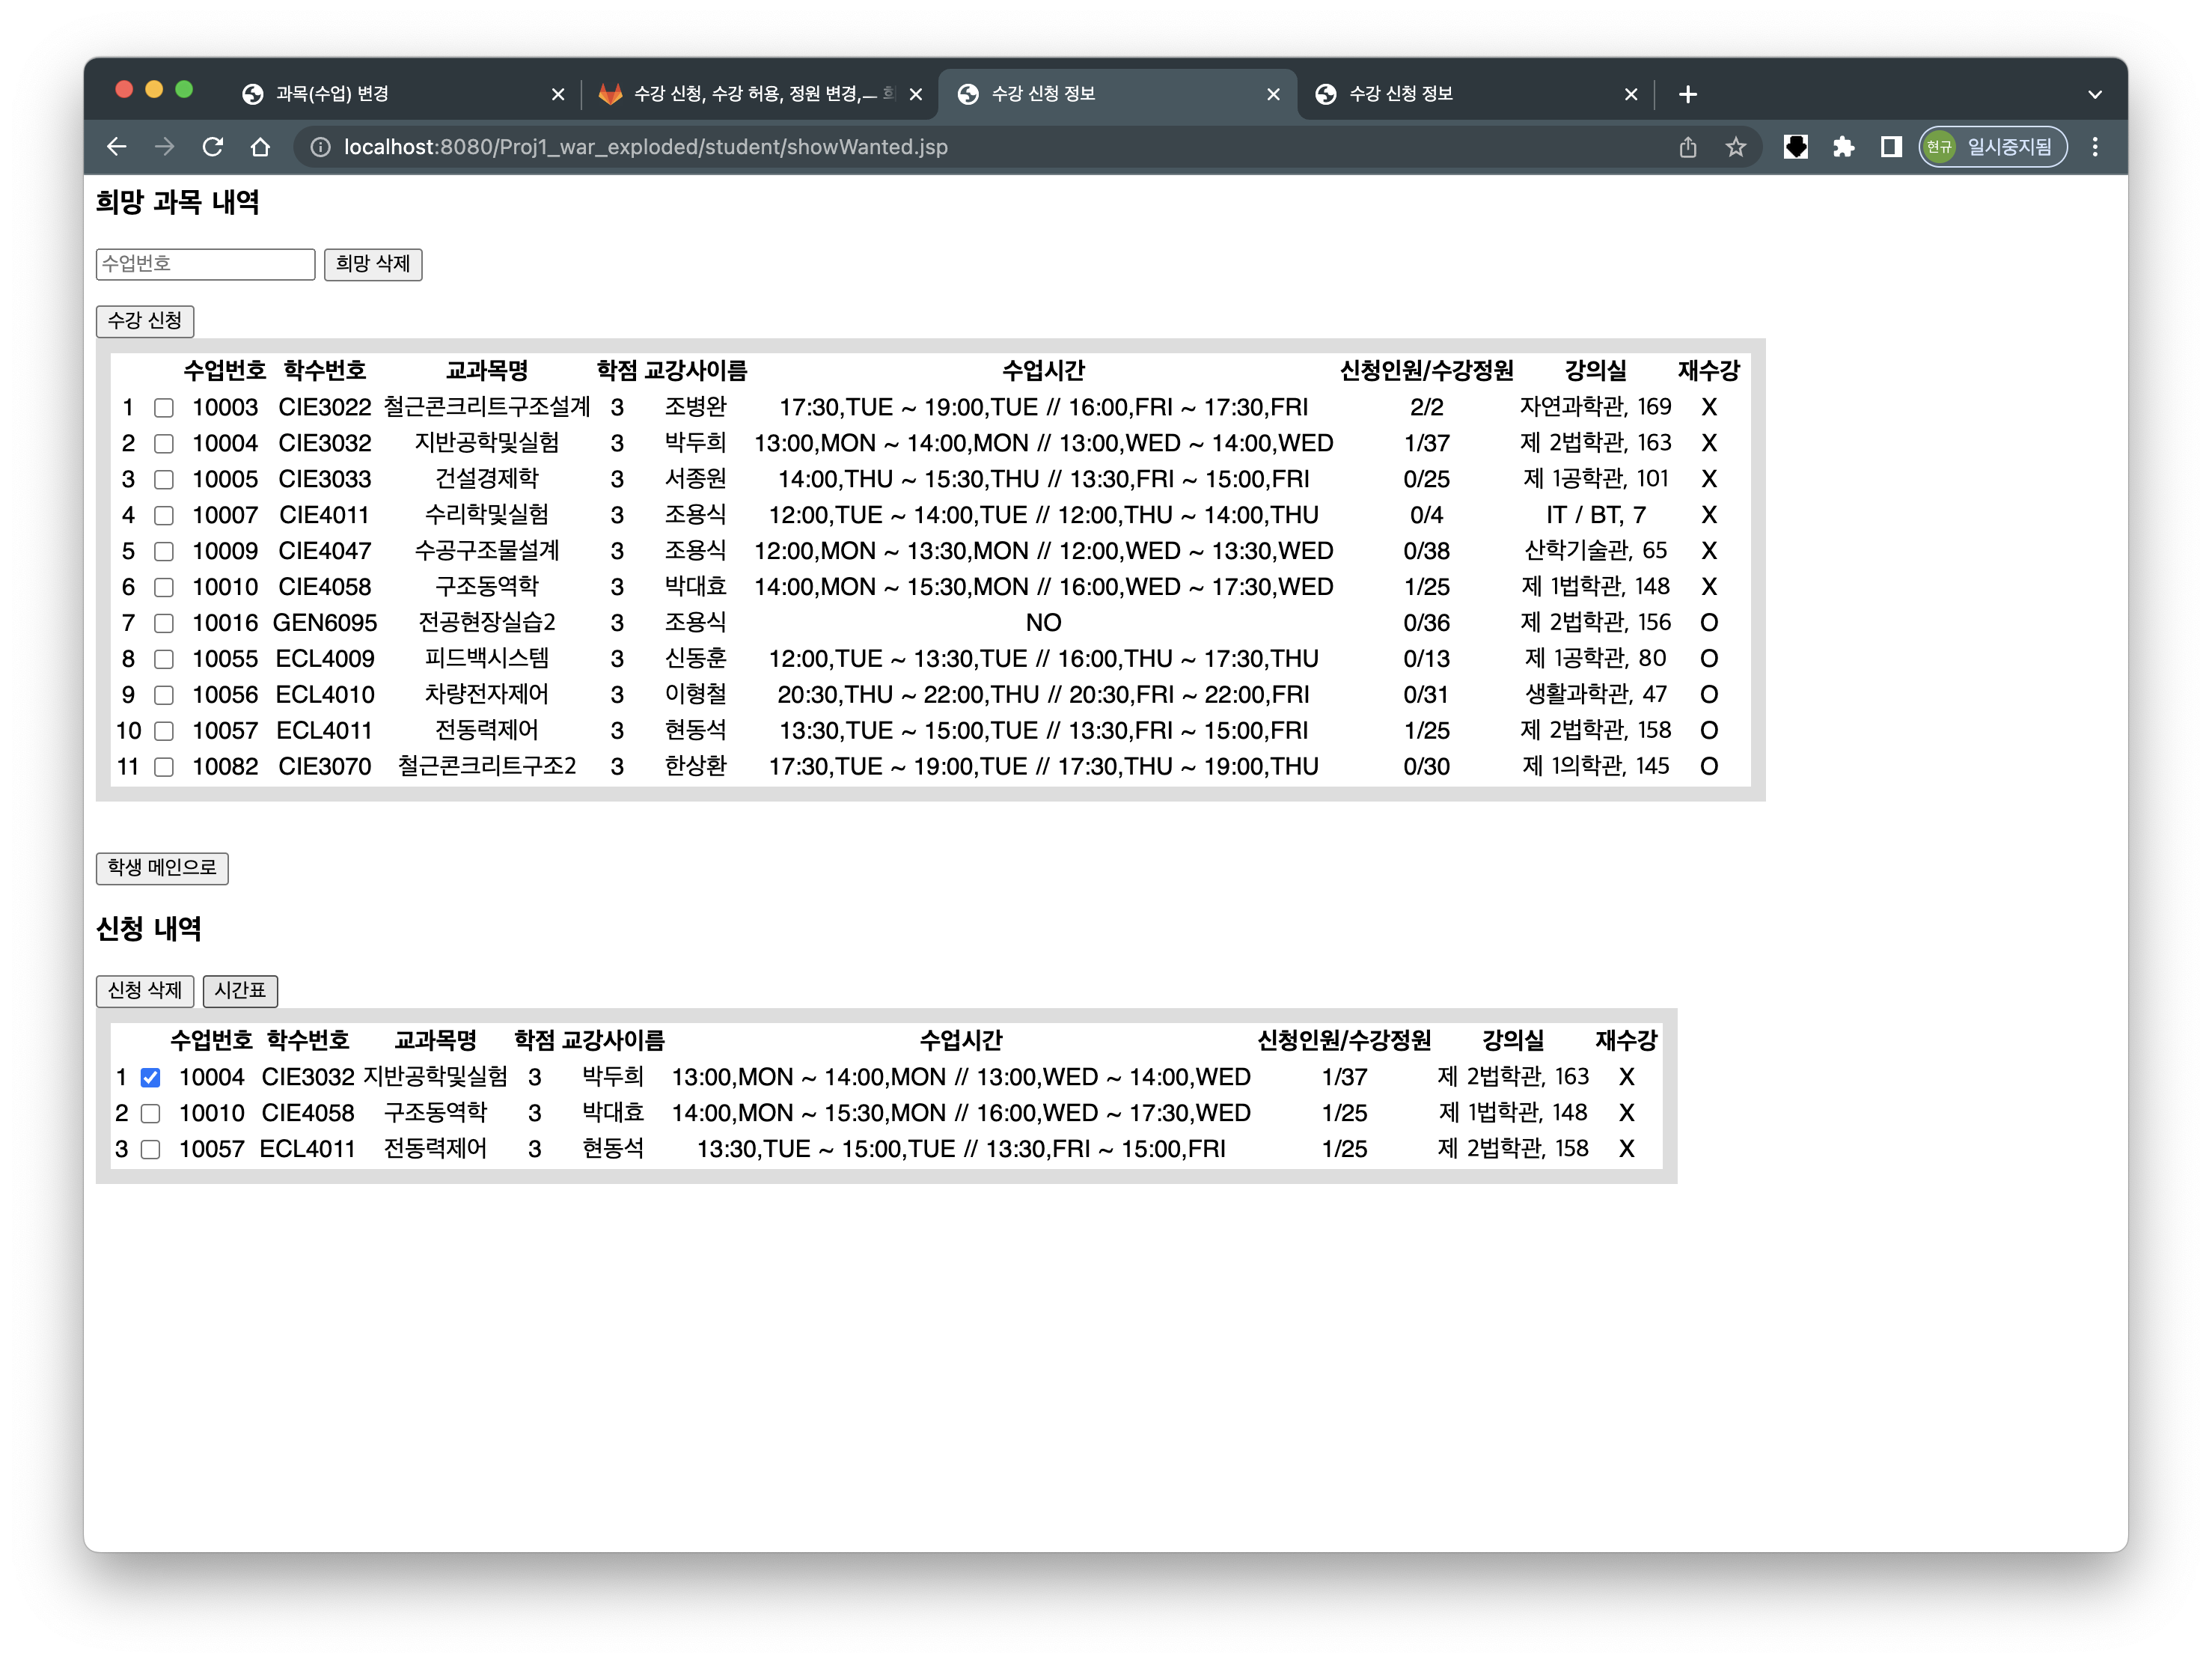 과목(수업) 변경
수강 신청, 수강 허용, 정원 변경,
수강 신청 정보
수강 신청 정보
localhost:8080/Proj1_war_exploded/student/showWanted.jsp
현규 일시중지됨
희망 과목 내역
수업번호 희망 삭제
수강 신청
수업번호 학수번호 교과목명 학점 교강사이름 수업시간 신청인원/수강정원 강의실 재수강
1 10003 CIE3022 철근콘크리트구조설계 3 조병완 17:30,TUE ~ 19:00,TUE // 16:00,FRI ~ 17:30,FRI 2/2 자연과학관, 169 X
2 10004 CIE3032 지반공학및실험 3 박두희 13:00,MON ~ 14:00,MON // 13:00,WED ~ 14:00,WED 1/37 제 2법학관, 163 X
3 10005 CIE3033 건설경제학 3 서종원 14:00,THU ~ 15:30,THU // 13:30,FRI ~ 15:00,FRI 0/25 제 1공학관, 101 X
4 10007 CIE4011 수리학및실험 3 조용식 12:00,TUE ~ 14:00,TUE // 12:00,THU ~ 14:00,THU 0/4 IT / BT, 7 X
5 10009 CIE4047 수공구조물설계 3 조용식 12:00,MON ~ 13:30,MON // 12:00,WED ~ 13:30,WED 0/38 산학기술관, 65 X
6 10010 CIE4058 구조동역학 3 박대효 14:00,MON ~ 15:30,MON // 16:00,WED ~ 17:30,WED 1/25 제 1법학관, 148 X
7 10016 GEN6095 전공현장실습2 3 조용식 NO 0/36 제 2법학관, 156 O
8 10055 ECL4009 피드백시스템 3 신동훈 12:00,TUE ~ 13:30,TUE // 16:00,THU ~ 17:30,THU 0/13 제 1공학관, 80 O
9 10056 ECL4010 차량전자제어 3 이형철 20:30,THU ~ 22:00,THU // 20:30,FRI ~ 22:00,FRI 0/31 생활과학관, 47 O
10 10057 ECL4011 전동력제어 3 현동석 13:30,TUE ~ 15:00,TUE // 13:30,FRI ~ 15:00,FRI 1/25 제 2법학관, 158 O
11 10082 CIE3070 철근콘크리트구조2 3 한상환 17:30,TUE ~ 19:00,TUE // 17:30,THU ~ 19:00,THU 0/30 제 1의학관, 145 O
학생 메인으로
신청 내역
신청 삭제 시간표
수업번호 학수번호 교과목명 학점 교강사이름 수업시간 신청인원/수강정원 강의실 재수강
1 10004 CIE3032 지반공학및실험 3 박두희 13:00,MON ~ 14:00,MON // 13:00,WED ~ 14:00,WED 1/37 제 2법학관, 163 X
2 10010 CIE4058 구조동역학 3 박대효 14:00,MON ~ 15:30,MON // 16:00,WED ~ 17:30,WED 1/25 제 1법학관, 148 X
3 10057 ECL4011 전동력제어 3 현동석 13:30,TUE ~ 15:00,TUE // 13:30,FRI ~ 15:00,FRI 1/25 제 2법학관, 158 X